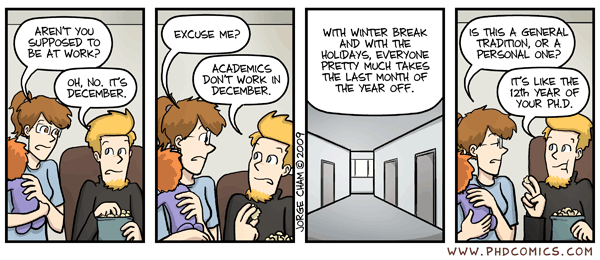 AREN'T YOU
SUPPOSED TO
BE AT WORK?
OH, NO. IT'S
DECEMBER.
EXCUSE ME?
ACADEMICS
DON'T WORK IN
DECEMBER.
WITH WINTER BREAK
AND WITH THE
HOLIDAYS, EVERYONE
PRETTY MUCH TAKES
THE LAST MONTH OF
THE YEAR OFF.
JORGE CHAM © 2009
IS THIS A GENERAL
TRADITION, OR A
PERSONAL ONE?
IT'S LIKE THE
12th YEAR OF
YOUR PH.D.
WWW.PHDCOMICS.COM